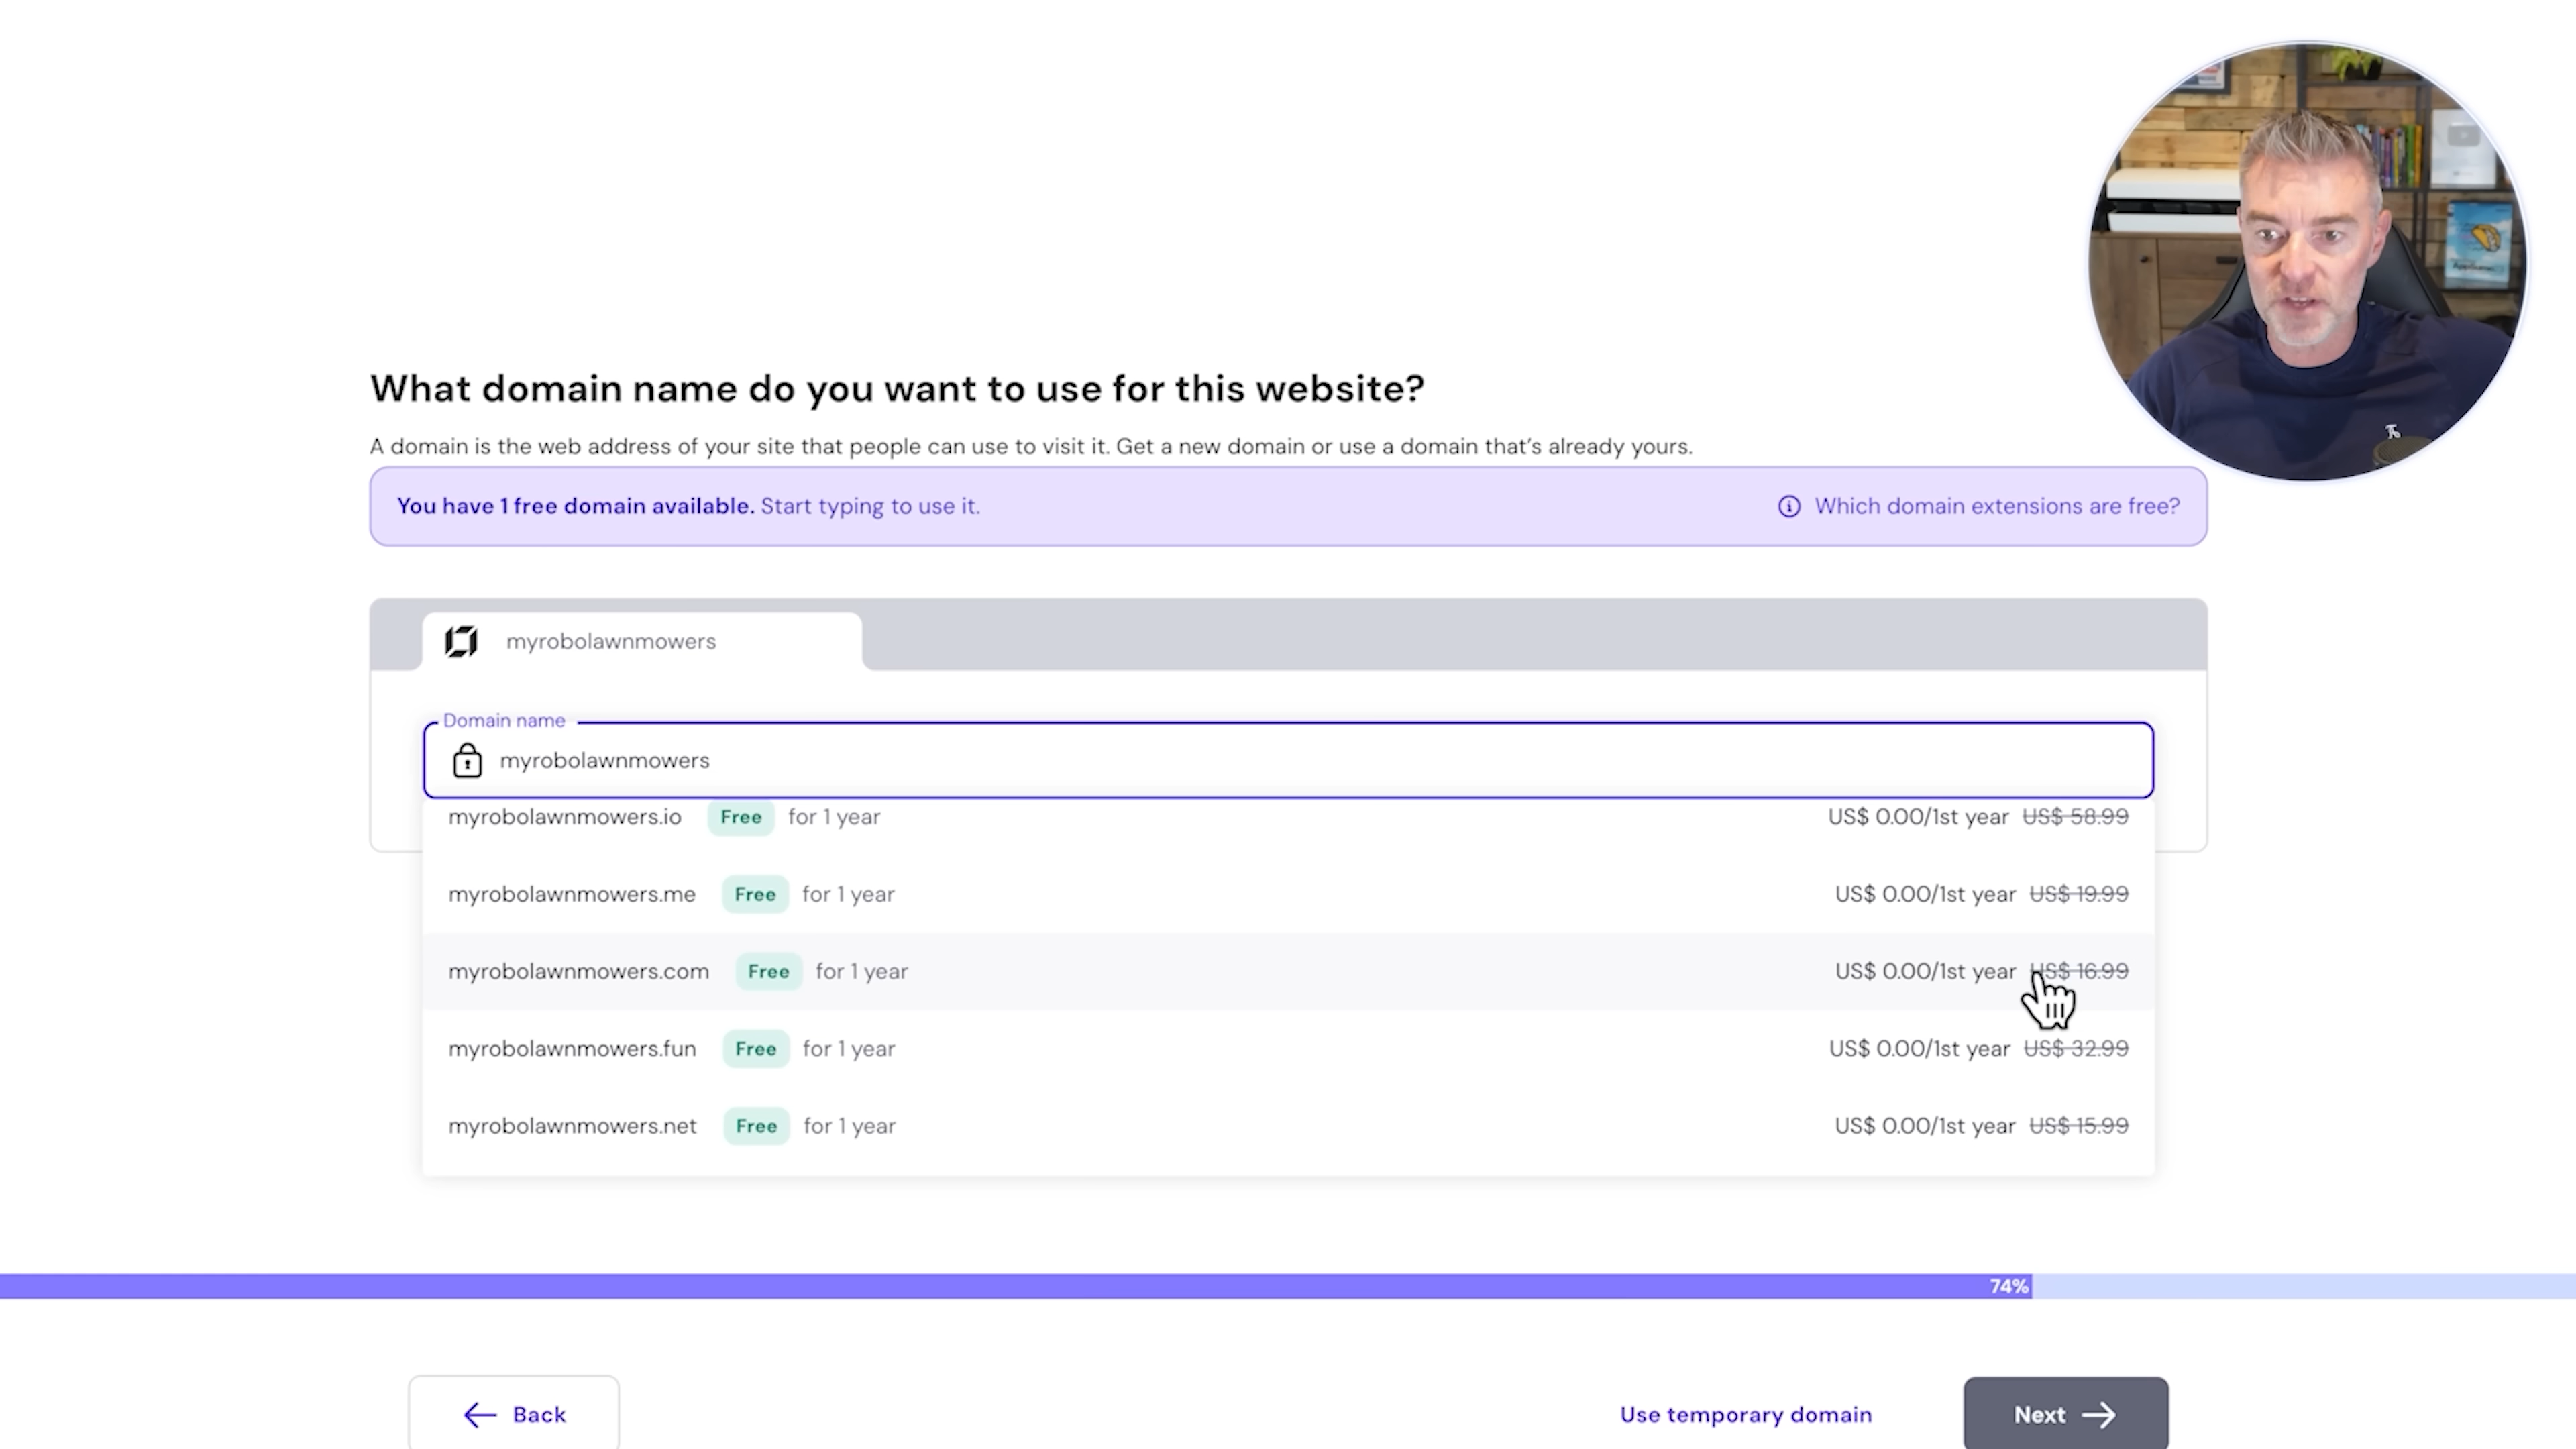 What domain name do you want to use for this website?
A domain is the web address of your site that people can use to visit it. Get a new domain or use a domain that's already yours.
You have 1 free domain available. Start typing to use it.
Which domain extensions are free?
myrobolawnmowers
Domain name
myrobolawnmowers
myrobolawnmowers.io Free for 1 year US$ 0.00/1st year US$ 58.99
myrobolawnmowers.me Free for 1 year US$ 0.00/1st year US$ 19.99
myrobolawnmowers.com Free for 1 year US$ 0.00/1st year US$ 16.99
myrobolawnmowers.fun Free for 1 year US$ 0.00/1st year US$ 32.99
myrobolawnmowers.net Free for 1 year US$ 0.00/1st year US$ 15.99
74%
Back
Use temporary domain
Next